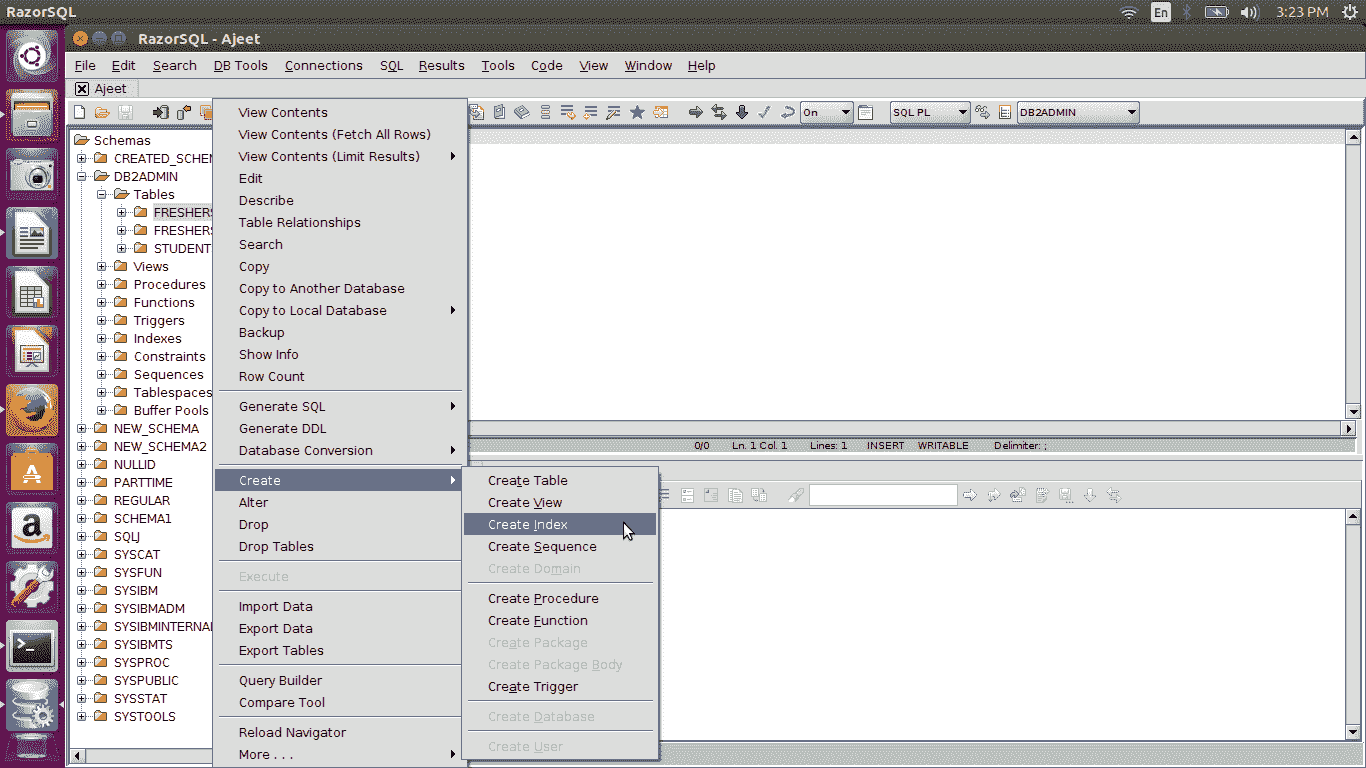 RazorSQL
En
3:23 PM
RazorSQL - Ajeet
File Edit Search DB Tools Connections SQL Results Tools Code View Window Help
Ajeet
On
SQL PL
DB2ADMIN
Schemas
CREATED_SCHEM
DB2ADMIN
Tables
FRESHERS
FRESHERS
STUDENT
Views
Procedures
Functions
Triggers
Indexes
Constraints
Sequences
Tablespaces
Buffer Pools
NEW_SCHEMA
NEW_SCHEMA2
NULLID
PARTTIME
REGULAR
SCHEMA1
SQLJ
SYSCAT
SYSFUN
SYSIBM
SYSIBMADM
SYSIBMINTERNA
SYSIBMTS
SYSPROC
SYSPUBLIC
SYSSTAT
SYSTOOLS
View Contents
View Contents (Fetch All Rows)
View Contents (Limit Results)
Edit
Describe
Table Relationships
Search
Copy
Copy to Another Database
Copy to Local Database
Backup
Show Info
Row Count
Generate SQL
Generate DDL
Database Conversion
Create
Alter
Drop
Drop Tables
Execute
Import Data
Export Data
Export Tables
Query Builder
Compare Tool
Reload Navigator
More . . .
Create Table
Create View
Create Index
Create Sequence
Create Domain
Create Procedure
Create Function
Create Package
Create Package Body
Create Trigger
Create Database
Create User
0/0 Ln. 1 Col. 1 Lines: 1 INSERT WRITABLE Delimiter: ;